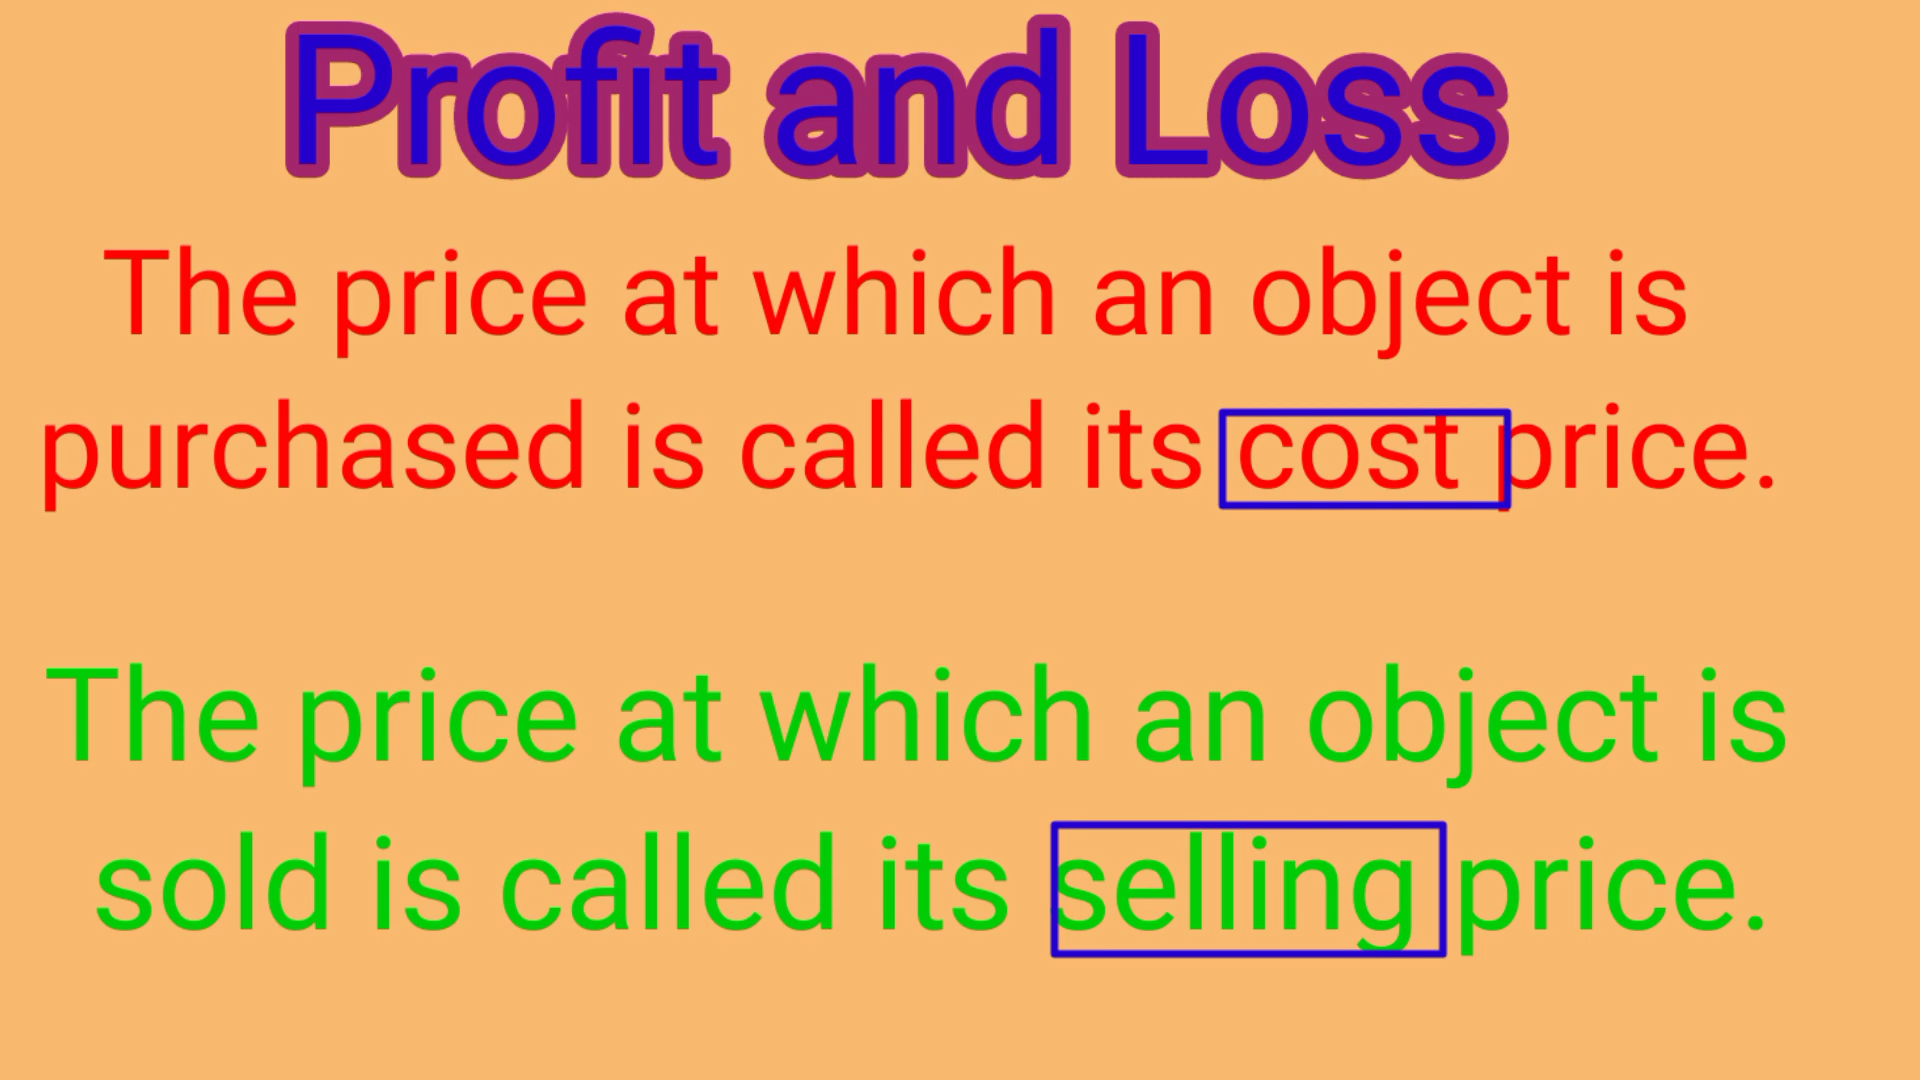 Profit and Loss
The price at which an object is
purchased is called its cost price.
The price at which an object is
sold is called its selling price.